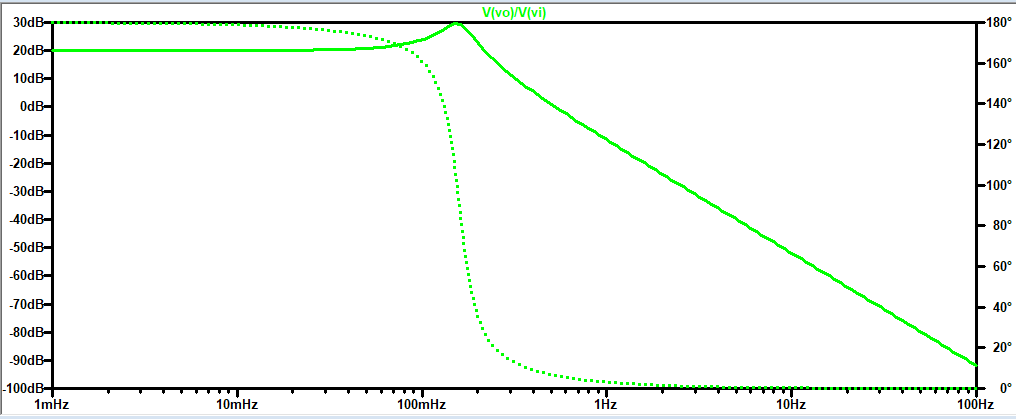 V(vo)/V(vi)
30dB 180°
20dB 160°
10dB 140°
0dB
-10dB 120°
-20dB
-30dB 100°
-40dB 80°
-50dB
-60dB 60°
-70dB 40°
-80dB 20°
-90dB
-100dB 0°
1mHz 10mHz 100mHz 1Hz 10Hz 100Hz